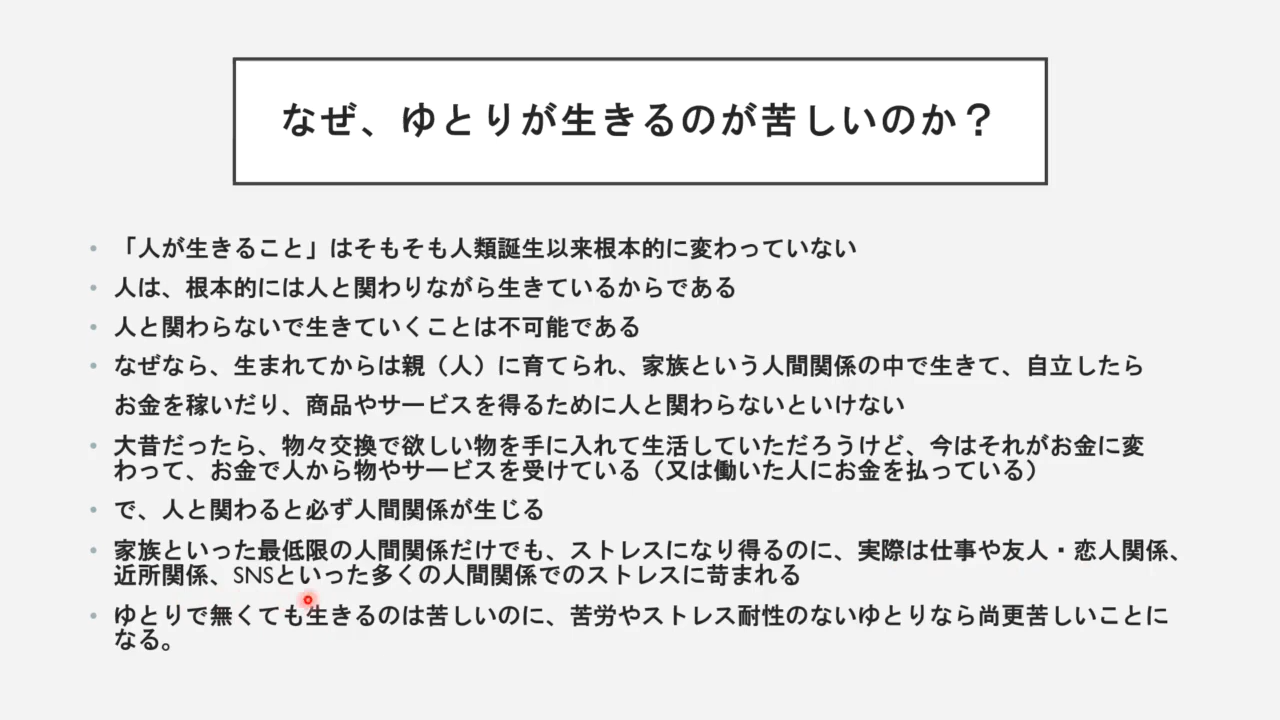 なぜ、ゆとりが生きるのが苦しいのか？
• 「人が生きること」はそもそも人類誕生以来根本的に変わっていない
• 人は、根本的には人と関わりながら生きているからである
• 人と関わらないで生きていくことは不可能である
• なぜなら、生まれてからは親（人）に育てられ、家族という人間関係の中で生きて、自立したら
お金を稼いだり、商品やサービスを得るために人と関わらないといけない
• 大昔だったら、物々交換で欲しい物を手に入れて生活していただろうけど、今はそれがお金に変
わって、お金で人から物やサービスを受けている（又は働いた人にお金を払っている）
• で、人と関わると必ず人間関係が生じる
• 家族といった最低限の人間関係だけでも、ストレスになり得るのに、実際は仕事や友人・恋人関係、
近所関係、SNSといった多くの人間関係でのストレスに苛まれる
• ゆとりで無くても生きるのは苦しいのに、苦労やストレス耐性のないゆとりなら尚更苦しいことに
なる。